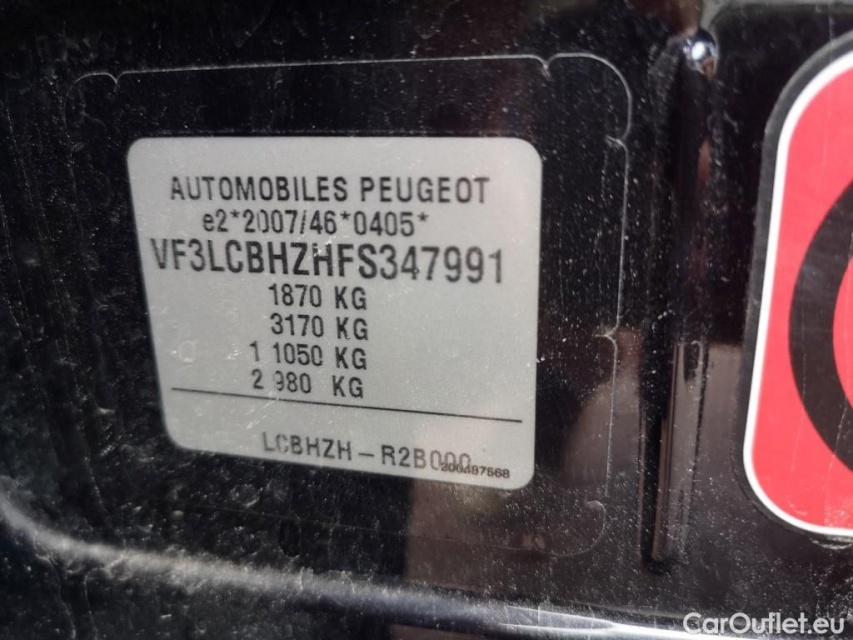 AUTOMOBILES PEUGEOT
e2*2007/46*0405*
VF3LCBHZHFS347991
1870 KG
3170 KG
1 1050 KG
2 980 KG
LCBHZH-R2B000
200497568
CarOutlet.eu